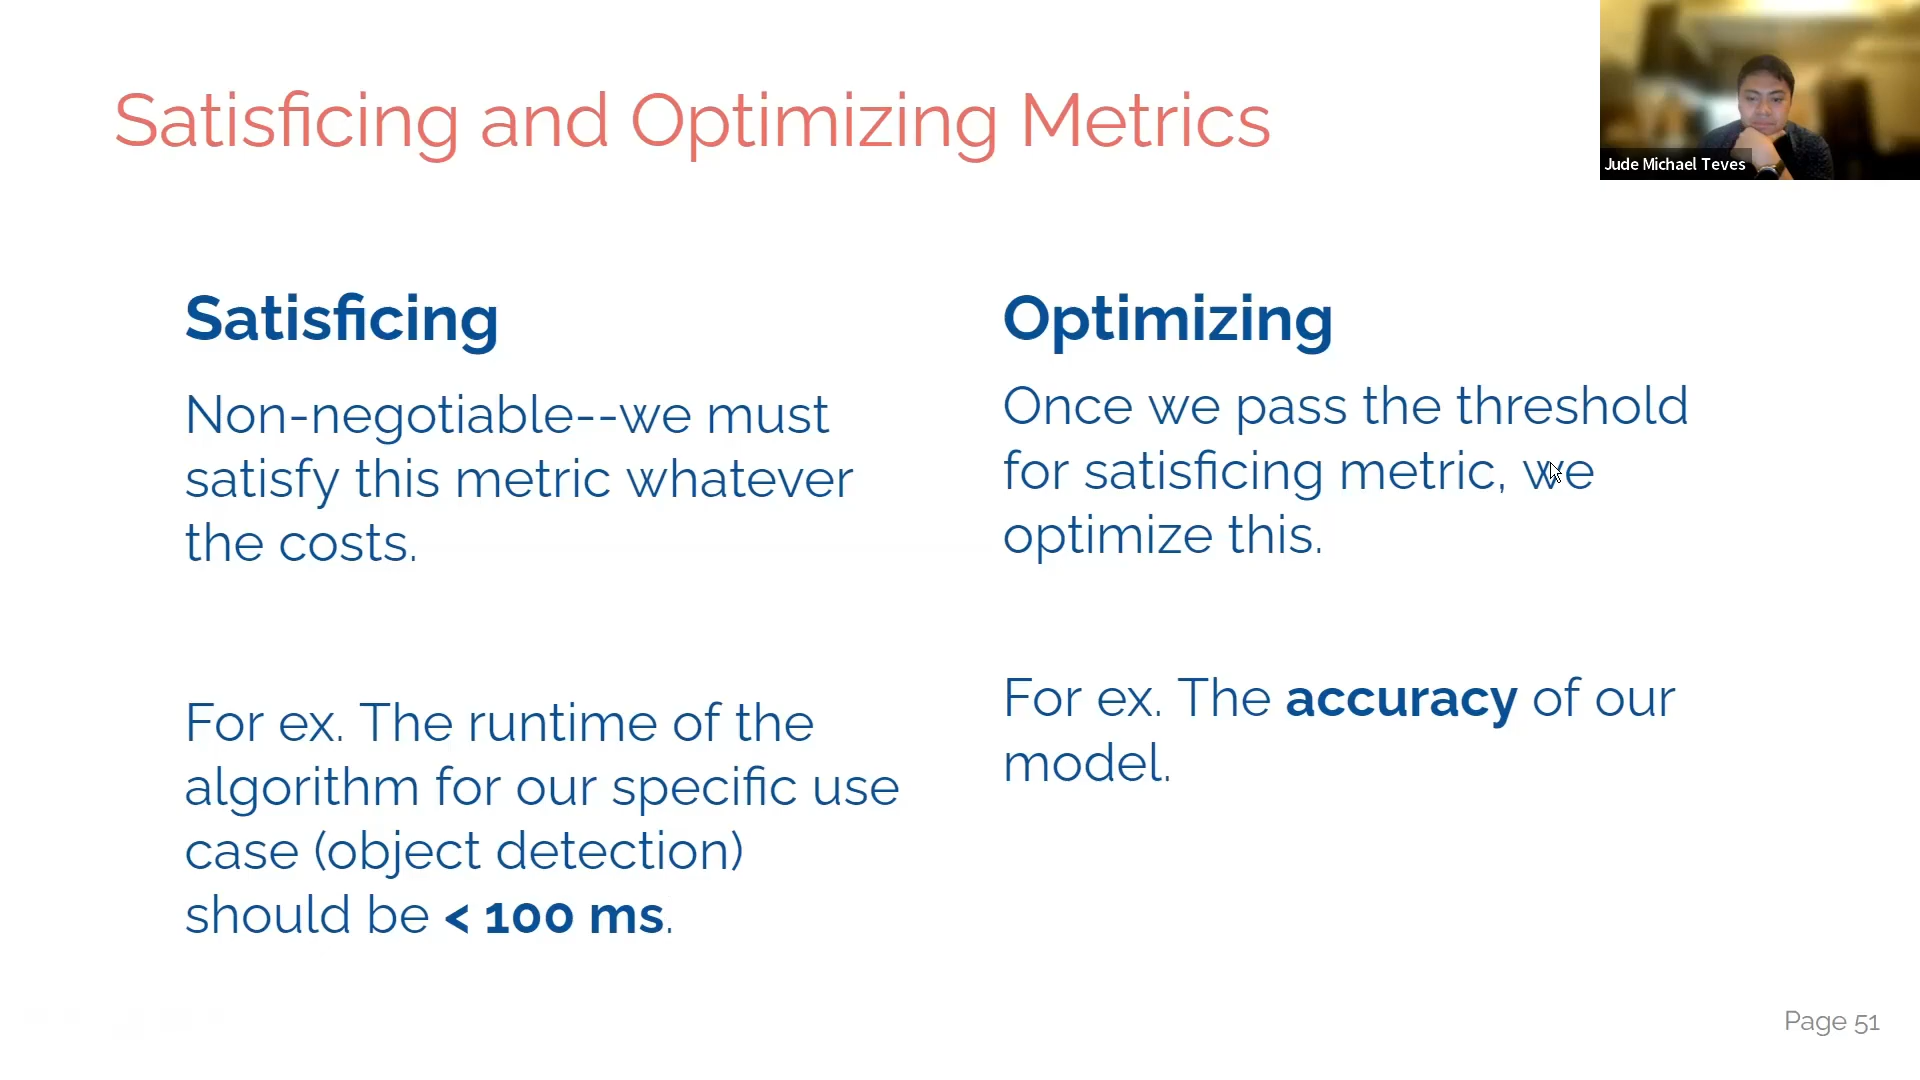 Satisficing and Optimizing Metrics
Jude Michael Teves
Satisficing
Non-negotiable--we must
satisfy this metric whatever
the costs.
For ex. The runtime of the
algorithm for our specific use
case (object detection)
should be < 100 ms.
Optimizing
Once we pass the threshold
for satisficing metric, we
optimize this.
For ex. The accuracy of our
model.
Page 51